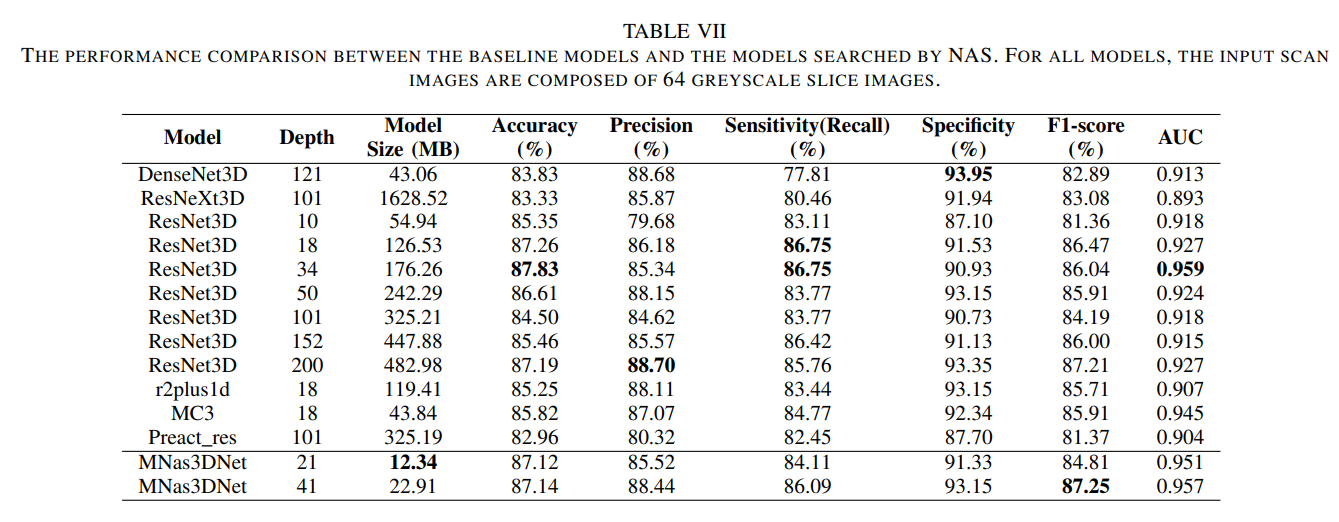 TABLE VII
THE PERFORMANCE COMPARISON BETWEEN THE BASELINE MODELS AND THE MODELS SEARCHED BY NAS. FOR ALL MODELS, THE INPUT SCAN
IMAGES ARE COMPOSED OF 64 GREYSCALE SLICE IMAGES.
Model Depth Model Size (MB) Accuracy (%) Precision (%) Sensitivity(Recall) (%) Specificity (%) F1-score (%) AUC
DenseNet3D 121 43.06 83.83 88.68 77.81 93.95 82.89 0.913
ResNeXt3D 101 1628.52 83.33 85.87 80.46 91.94 83.08 0.893
ResNet3D 10 54.94 85.35 79.68 83.11 87.10 81.36 0.918
ResNet3D 18 126.53 87.26 86.18 86.75 91.53 86.47 0.927
ResNet3D 34 176.26 87.83 85.34 86.75 90.93 86.04 0.959
ResNet3D 50 242.29 86.61 88.15 83.77 93.15 85.91 0.924
ResNet3D 101 325.21 84.50 84.62 83.77 90.73 84.19 0.918
ResNet3D 152 447.88 85.46 85.57 86.42 91.13 86.00 0.915
ResNet3D 200 482.98 87.19 88.70 85.76 93.35 87.21 0.927
r2plus1d 18 119.41 85.25 88.11 83.44 93.15 85.71 0.907
MC3 18 43.84 85.82 87.07 84.77 92.34 85.91 0.945
Preact_res 101 325.19 82.96 80.32 82.45 87.70 81.37 0.904
MNas3DNet 21 12.34 87.12 85.52 84.11 91.33 84.81 0.951
MNas3DNet 41 22.91 87.14 88.44 86.09 93.15 87.25 0.957